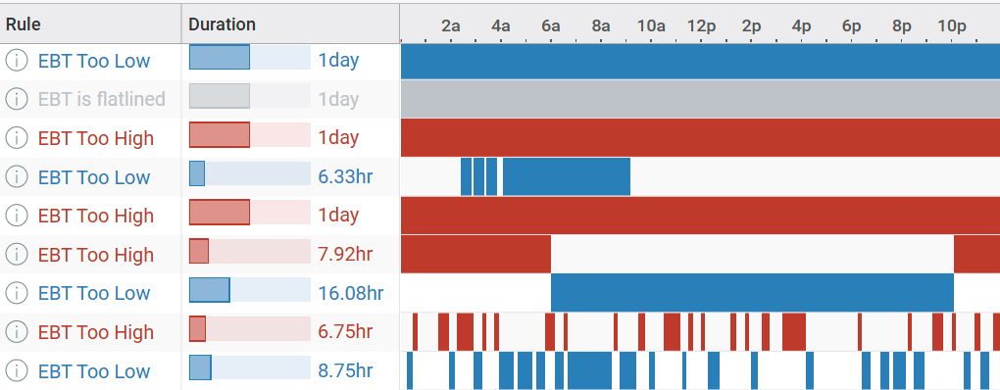 Rule Duration 2a 4a 6a 8a 10a 12p 2p 4p 6p 8p 10p
EBT Too Low 1day
EBT is flatlined 1day
EBT Too High 1day
EBT Too Low 6.33hr
EBT Too High 1day
EBT Too High 7.92hr
EBT Too Low 16.08hr
EBT Too High 6.75hr
EBT Too Low 8.75hr